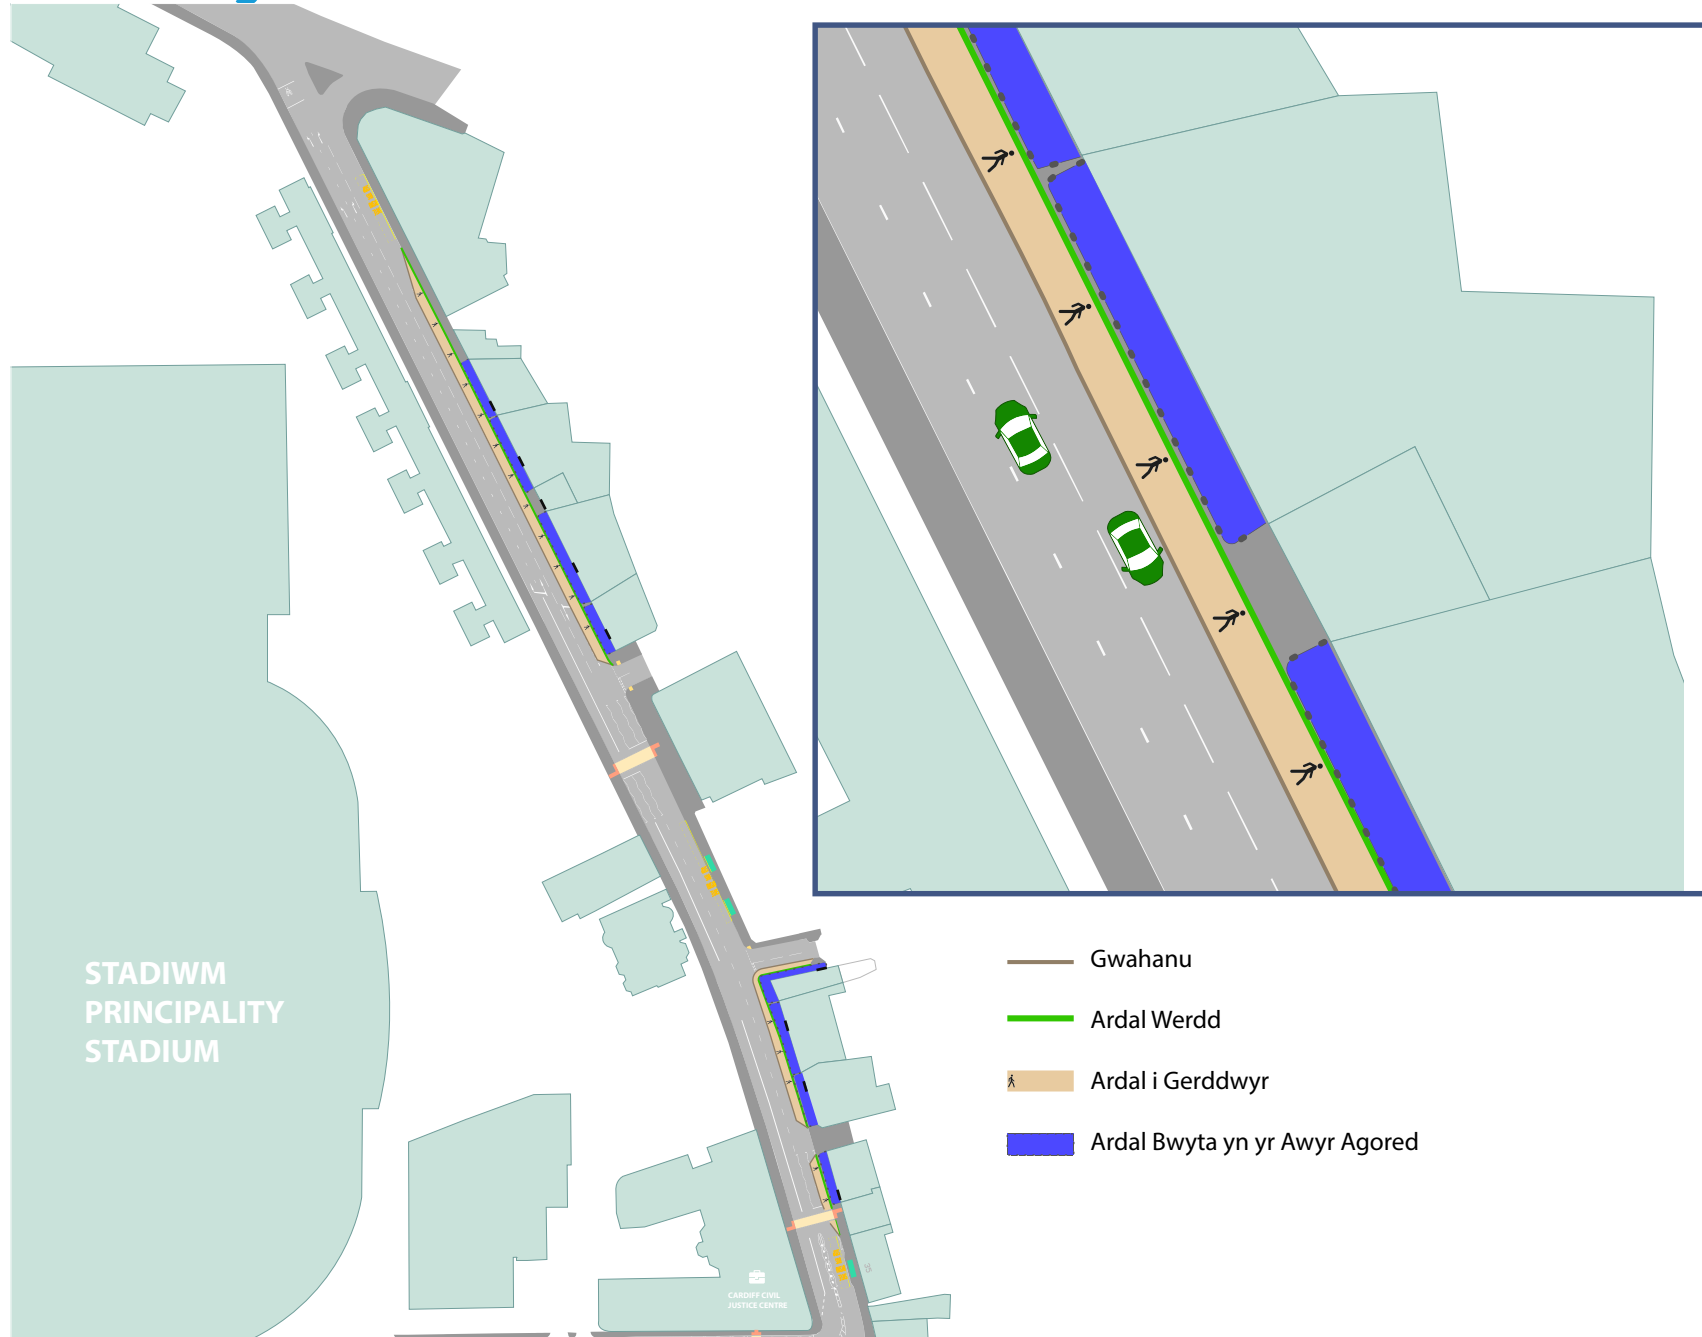 STADIWM
PRINCIPALITY
STADIUM
CARDIFF CIVIL
JUSTICE CENTRE
Gwahanu
Ardal Werdd
Ardal i Gerddwyr
Ardal Bwyta yn yr Awyr Agored